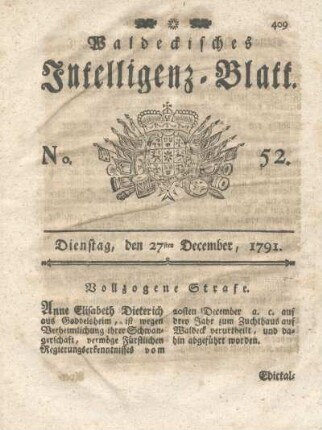 409
Waldeckisches
Intelligenz-Blatt.
No. 52.
Dienstag, den 27sten December, 1791.
Vollzogene Strafe.
Anne Elisabeth Dieterich
aus Goddelsheim, ist wegen
Verheimlichung ihrer Schwan-
gerschaft, vermöge Fürstlichen
Regierungserkenntnisses vom
20sten December a. c. auf
drey Jahr zum Zuchthaus auf
Waldeck verurtheilt, und da-
hin abgeführt worden.
Edictal-